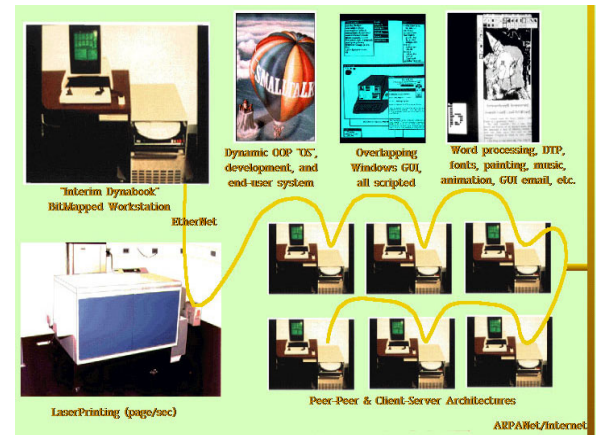 SMALLTALK
Dynamic OOP "OS",
development, and
end-user system
Overlapping
Windows GUI,
all scripted
Word processing, DTP,
fonts, painting, music,
animation, GUI email, etc.
"Interim Dynabook"
BitMapped Workstation
EtherNet
Peer-Peer & Client-Server Architectures
LaserPrinting (page/sec)
ARPANet/Internet